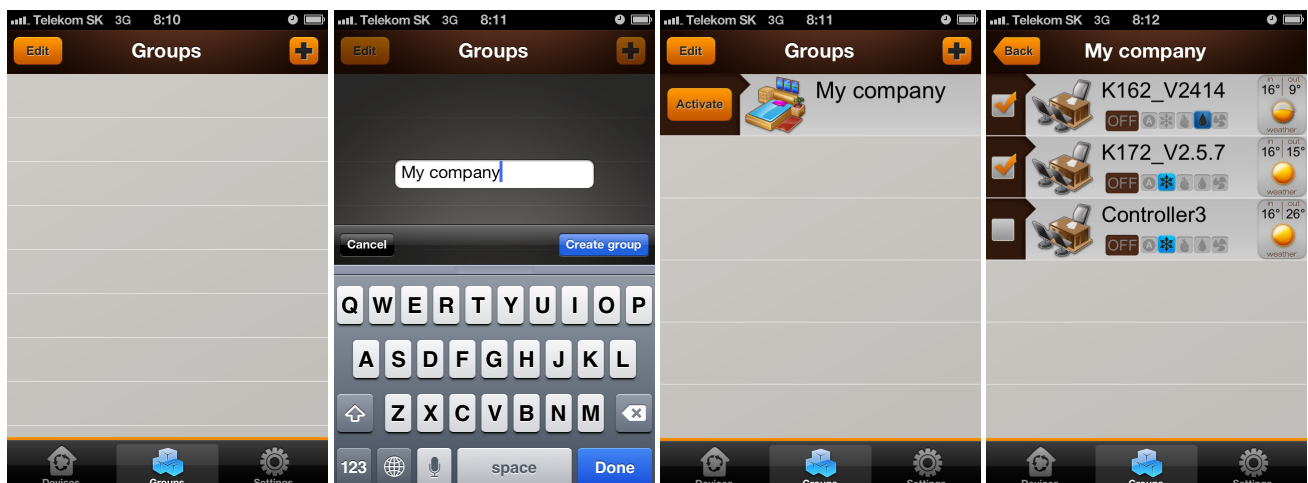 Telekom SK 3G 8:10
Edit Groups
Devices Groups Settings
Telekom SK 3G 8:11
Edit Groups
My company
Cancel Create group
Q W E R T Y U I O P
A S D F G H J K L
Z X C V B N M
123 space Done
Telekom SK 3G 8:11
Edit Groups
Activate My company
Devices Groups Settings
Telekom SK 3G 8:12
Back My company
K162_V2414
in out
16° 9°
OFF A
weather
K172_V2.5.7
in out
16° 15°
OFF A
weather
Controller3
in out
16° 26°
OFF A
weather
Devices Groups Settings